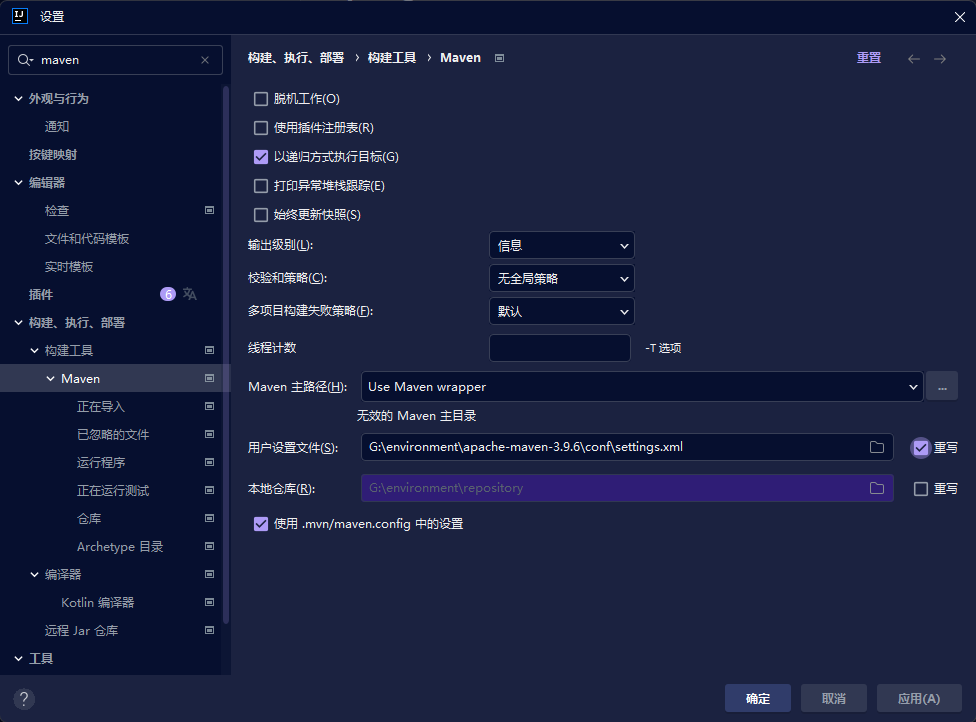 设置
maven
外观与行为
通知
按键映射
编辑器
检查
文件和代码模板
实时模板
插件 6
构建、执行、部署
构建工具
Maven
正在导入
已忽略的文件
运行程序
正在运行测试
仓库
Archetype 目录
编译器
Kotlin 编译器
远程 Jar 仓库
工具
构建、执行、部署 › 构建工具 › Maven
重置
脱机工作(O)
使用插件注册表(R)
以递归方式执行目标(G)
打印异常堆栈跟踪(E)
始终更新快照(S)
输出级别(L): 信息
校验和策略(C): 无全局策略
多项目构建失败策略(F): 默认
线程计数 -T 选项
Maven 主路径(H): Use Maven wrapper ...
无效的 Maven 主目录
用户设置文件(S): G:\environment\apache-maven-3.9.6\conf\settings.xml 重写
本地仓库(R): G:\environment\repository 重写
使用 .mvn/maven.config 中的设置
?
确定 取消 应用(A)